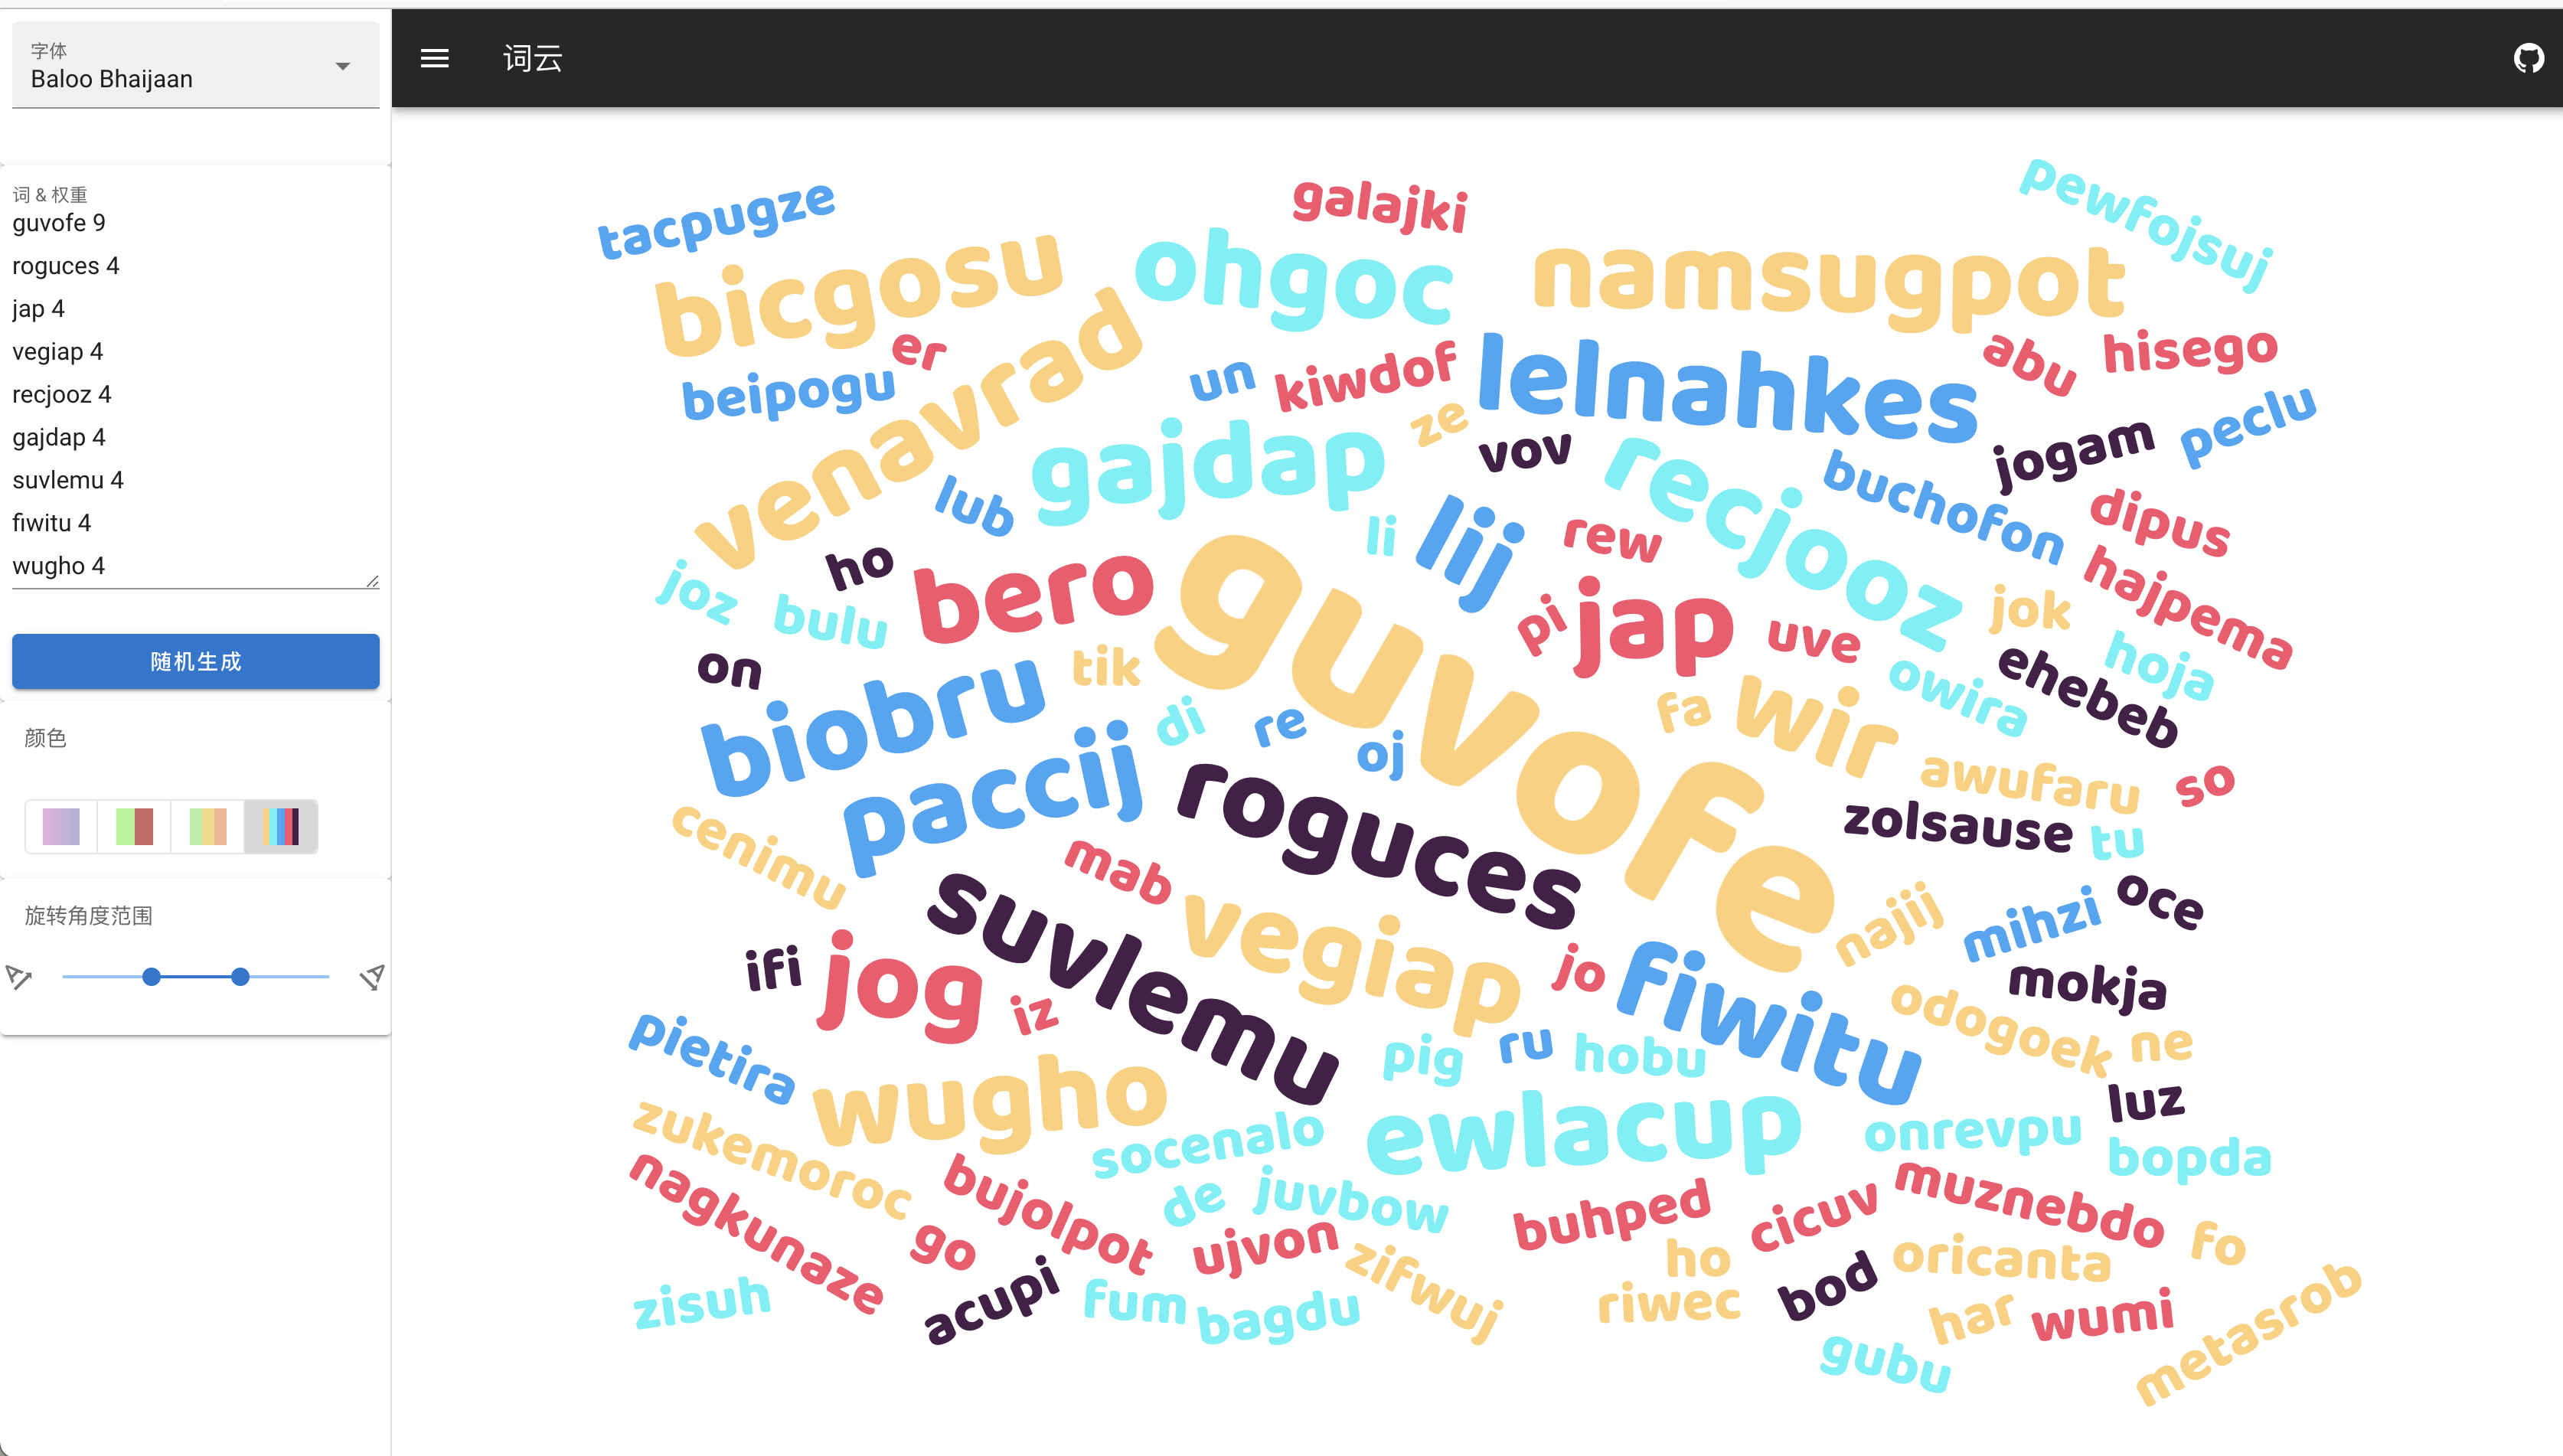 字体
Baloo Bhaijaan
词 & 权重
guvofe 9
roguces 4
jap 4
vegiap 4
recjooz 4
gajdap 4
suvlemu 4
fiwitu 4
wugho 4
随机生成
颜色
旋转角度范围
词云
tacpugze
galajki
pewfojsuj
bicgosu
ohgoc
namsugpot
er
venavrad
beipogu
un
kiwdof
lelnahkes
abu
hisego
ze
vov
peclu
jogam
gajdap
recjooz
buchofon
lub
li
lij
rew
dipus
ho
joz
bulu
bero
guvofe
pi
jap
uve
jok
hajpema
on
tik
hoja
owira
ehebeb
biobru
di
re
oj
fa
wir
paccij
awufaru
so
roguces
zolsause
tu
cenimu
mab
suvlemu
vegiap
najij
mihzi
oce
ifi
jog
iz
jo
fiwitu
mokja
odogoek
ne
pietira
wugho
pig
ru
hobu
luz
zukemoroc
socenalo
ewlacup
onrevpu
bopda
nagkunaze
bujolpot
de
juvbow
buhped
cicuv
muznebdo
go
ujvon
zifwuj
ho
oricanta
fo
zisuh
acupi
fum
bagdu
riwec
bod
har
wumi
metasrob
gubu